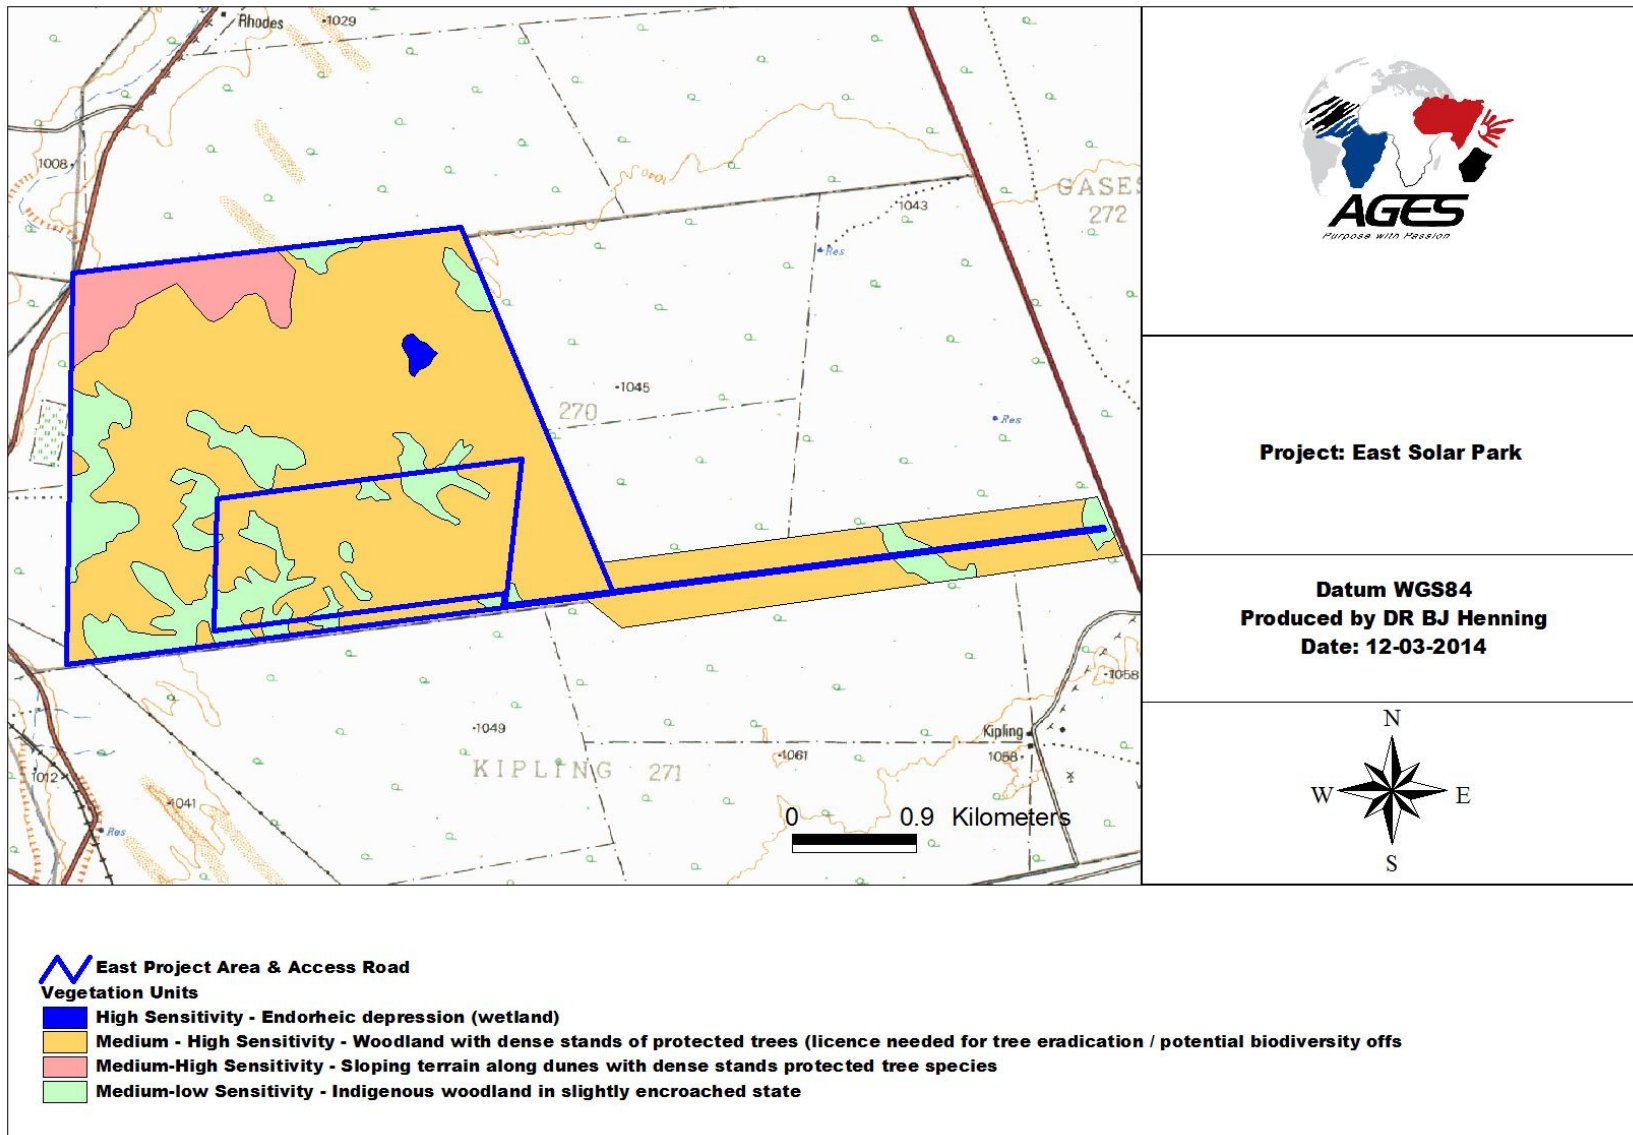 Rhodes
1029
1008
1040
GASES
272
1043
Res
1045
270
Res
1049
KIPLING 271
1061
Kipling
1058
1058
1012
1041
Res
0 0.9 Kilometers
AGES
Purpose with Passion
Project: East Solar Park
Datum WGS84
Produced by DR BJ Henning
Date: 12-03-2014
N
W E
S
East Project Area & Access Road
Vegetation Units
High Sensitivity - Endorheic depression (wetland)
Medium - High Sensitivity - Woodland with dense stands of protected trees (licence needed for tree eradication / potential biodiversity offs
Medium-High Sensitivity - Sloping terrain along dunes with dense stands protected tree species
Medium-low Sensitivity - Indigenous woodland in slightly encroached state